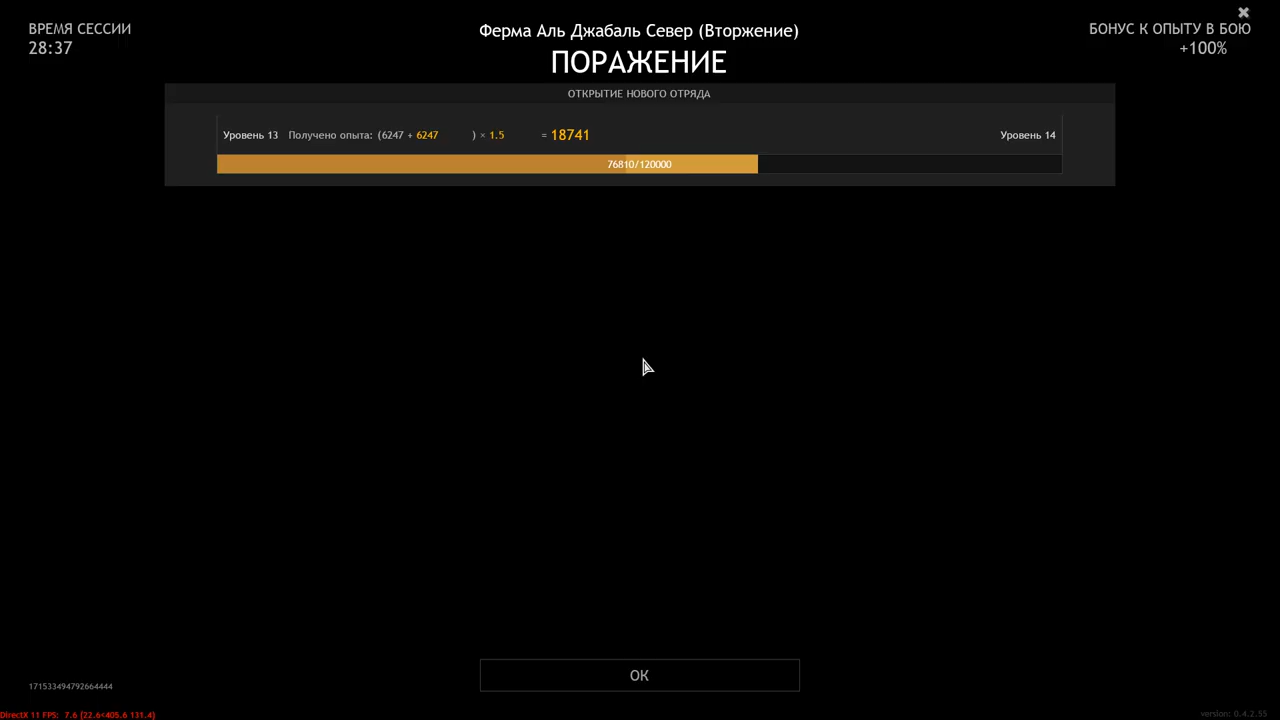 ВРЕМЯ СЕССИИ
28:37
Ферма Аль Джабаль Север (Вторжение)
ПОРАЖЕНИЕ
БОНУС К ОПЫТУ В БОЮ
+100%
ОТКРЫТИЕ НОВОГО ОТРЯДА
Уровень 13 Получено опыта: (6247 + 6247 ) × 1.5 = 18741 Уровень 14
76810/120000
ОК
171533494792664444
DirectX 11 FPS: 7.6 (22.6<405.6 131.4)
version: 0.4.2.55